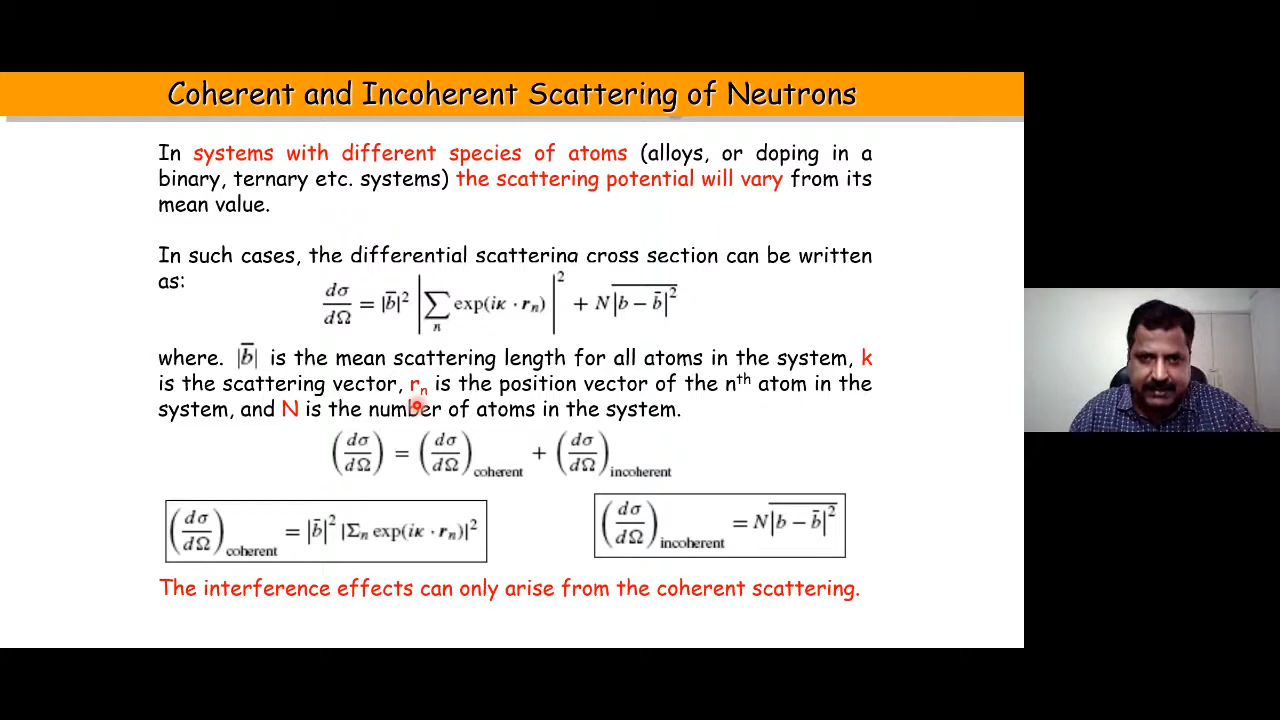 Coherent and Incoherent Scattering of Neutrons
In systems with different species of atoms (alloys, or doping in a
binary, ternary etc. systems) the scattering potential will vary from its
mean value.
In such cases, the differential scattering cross section can be written
as:
dσ/dΩ = |b̄|² |∑ₙ exp(iκ · rₙ)|² + N\overline{|b − b̄|²}
where. |b̄| is the mean scattering length for all atoms in the system, k
is the scattering vector, rₙ is the position vector of the nᵗʰ atom in the
system, and N is the number of atoms in the system.
(dσ/dΩ) = (dσ/dΩ)coherent + (dσ/dΩ)incoherent
(dσ/dΩ)coherent = |b̄|² |Σₙ exp(iκ · rₙ)|²
(dσ/dΩ)incoherent = N\overline{|b − b̄|²}
The interference effects can only arise from the coherent scattering.